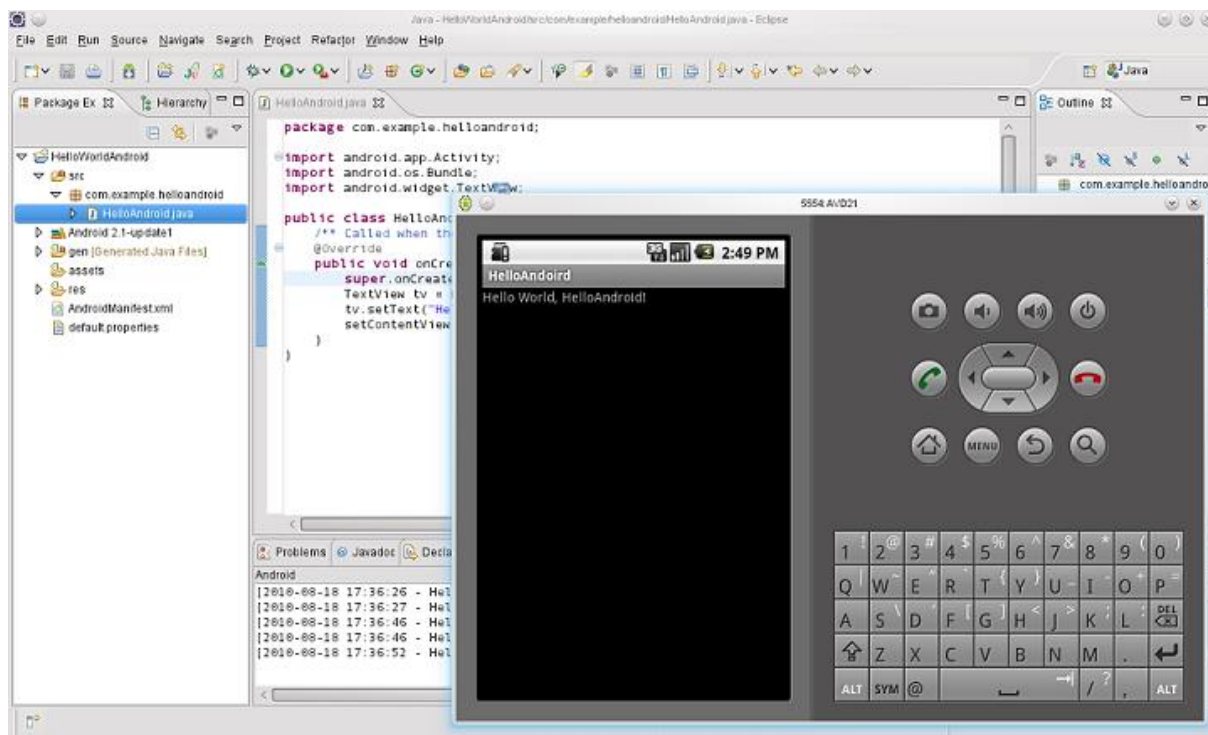 Java - HelloWorldAndroid/src/com/example/helloandroid/HelloAndroid.java - Eclipse
File Edit Run Source Navigate Search Project Refactor Window Help
Java
Package Ex Hierarchy
HelloAndroid.java
Outline
HelloWorldAndroid
src
com.example.helloandroid
HelloAndroid.java
Android 2.1-update1
gen [Generated Java Files]
assets
res
AndroidManifest.xml
default.properties
package com.example.helloandroid;
import android.app.Activity;
import android.os.Bundle;
import android.widget.TextView;
public class HelloAnd
/** Called when th
@Override
public void onCre
super.onCreate
TextView tv =
tv.setText("He
setContentView
}
}
com.example.helloandro
5554:AVD21
3G
2:49 PM
HelloAndoird
Hello World, HelloAndroid!
MENU
1 ! 2 @ 3 # 4 $ 5 % 6 ^ 7 & 8 * 9 ( 0 )
Q | W ~ E " R ` T { Y } U _ I - O + P =
A S \ D ' F [ G ] H < J > K ; L : DEL
Z X C V B N M .
ALT SYM @ / ? , ALT
Problems Javadoc Decla
Android
[2010-08-18 17:36:26 - Hel
[2010-08-18 17:36:27 - Hel
[2010-08-18 17:36:46 - Hel
[2010-08-18 17:36:46 - Hel
[2010-08-18 17:36:52 - Hel